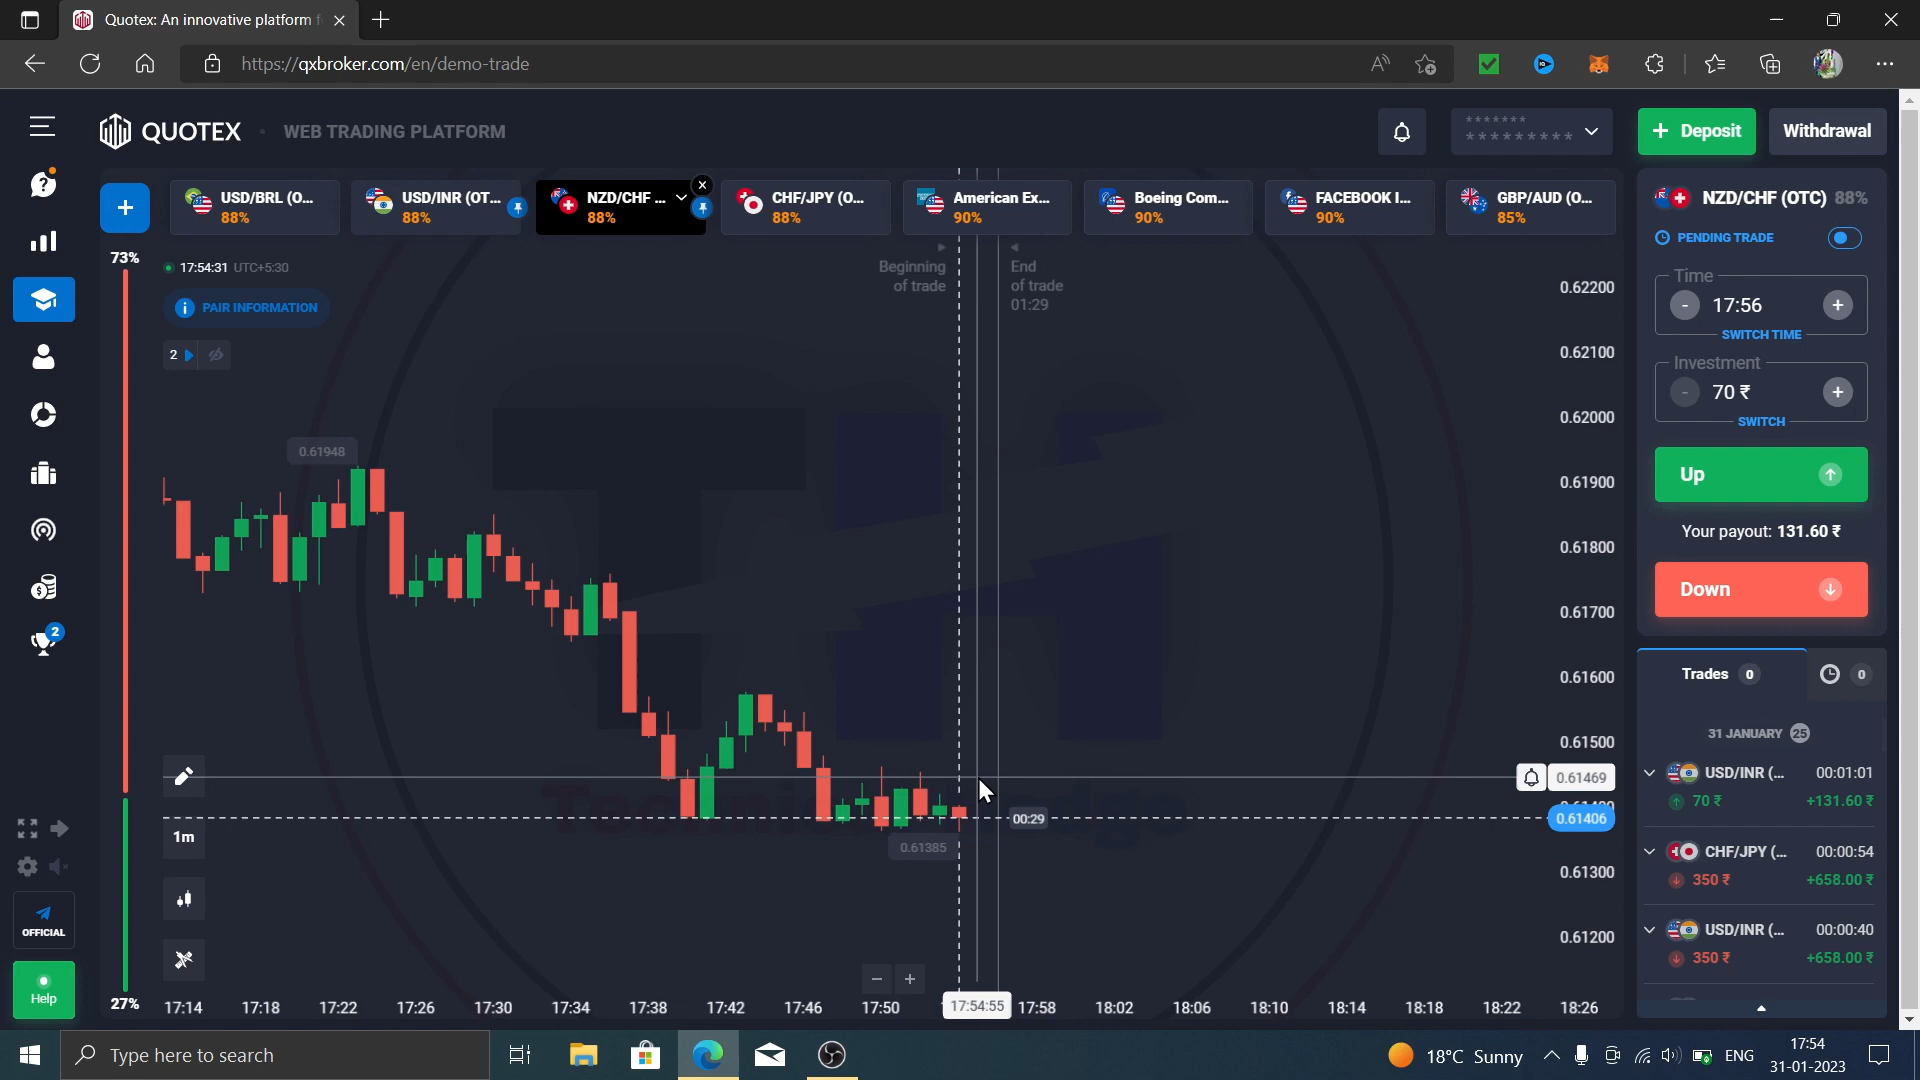 Quotex: An innovative platform
https://qxbroker.com/en/demo-trade
QUOTEX
WEB TRADING PLATFORM
*******
*********
+ Deposit
Withdrawal
USD/BRL (O...
88%
USD/INR (OT...
88%
NZD/CHF ...
88%
CHF/JPY (O...
88%
American Ex...
90%
Boeing Com...
90%
FACEBOOK I...
90%
GBP/AUD (O...
85%
NZD/CHF (OTC) 88%
PENDING TRADE
Time
- 17:56 +
SWITCH TIME
Investment
- 70 ₹ +
SWITCH
Up
Your payout: 131.60 ₹
Down
73%
17:54:31 UTC+5:30
PAIR INFORMATION
2
Beginning
of trade
End
of trade
01:29
0.62200
0.62100
0.62000
0.61900
0.61800
0.61700
0.61600
0.61500
0.61469
0.61406
0.61300
0.61200
0.61948
00:29
0.61385
1m
27%
17:14
17:18
17:22
17:26
17:30
17:34
17:38
17:42
17:46
17:50
17:54:55
17:58
18:02
18:06
18:10
18:14
18:18
18:22
18:26
Trades 0
0
31 JANUARY 25
USD/INR (... 00:01:01
70 ₹ +131.60 ₹
CHF/JPY (... 00:00:54
350 ₹ +658.00 ₹
USD/INR (... 00:00:40
350 ₹ +658.00 ₹
2
OFFICIAL
Help
Type here to search
18°C Sunny
ENG
17:54
31-01-2023